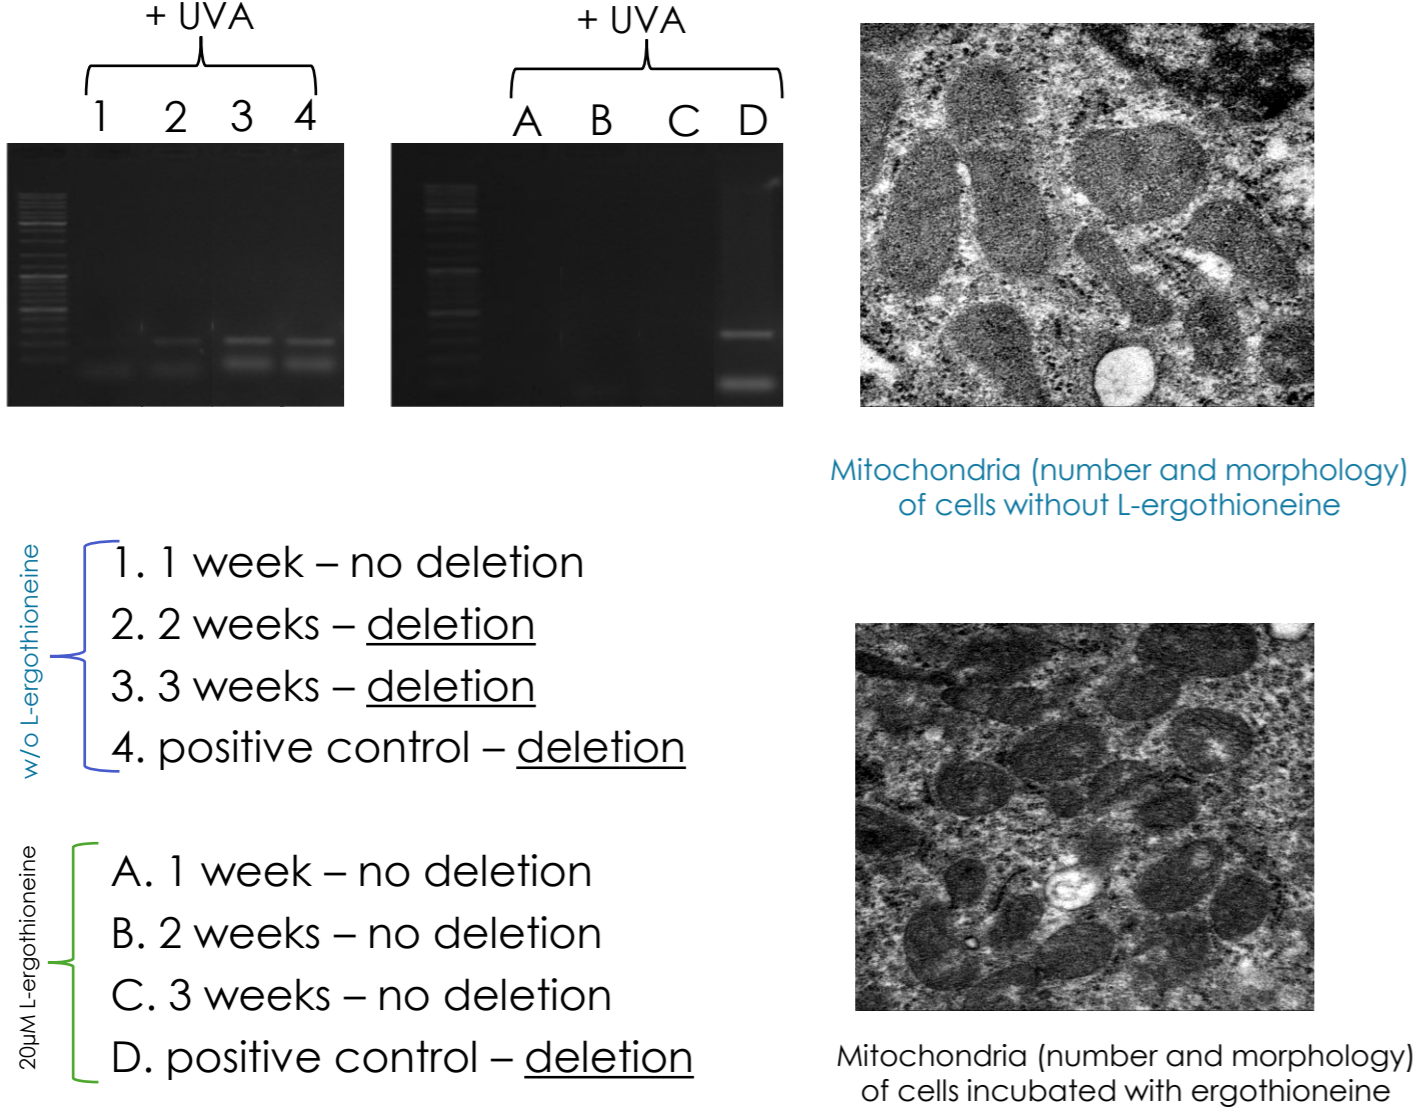 + UVA
1 2 3 4
+ UVA
A B C D
Mitochondria (number and morphology)
of cells without L-ergothioneine
w/o L-ergothioneine
1. 1 week – no deletion
2. 2 weeks – deletion
3. 3 weeks – deletion
4. positive control – deletion
20µM L-ergothioneine
A. 1 week – no deletion
B. 2 weeks – no deletion
C. 3 weeks – no deletion
D. positive control – deletion
Mitochondria (number and morphology)
of cells incubated with ergothioneine